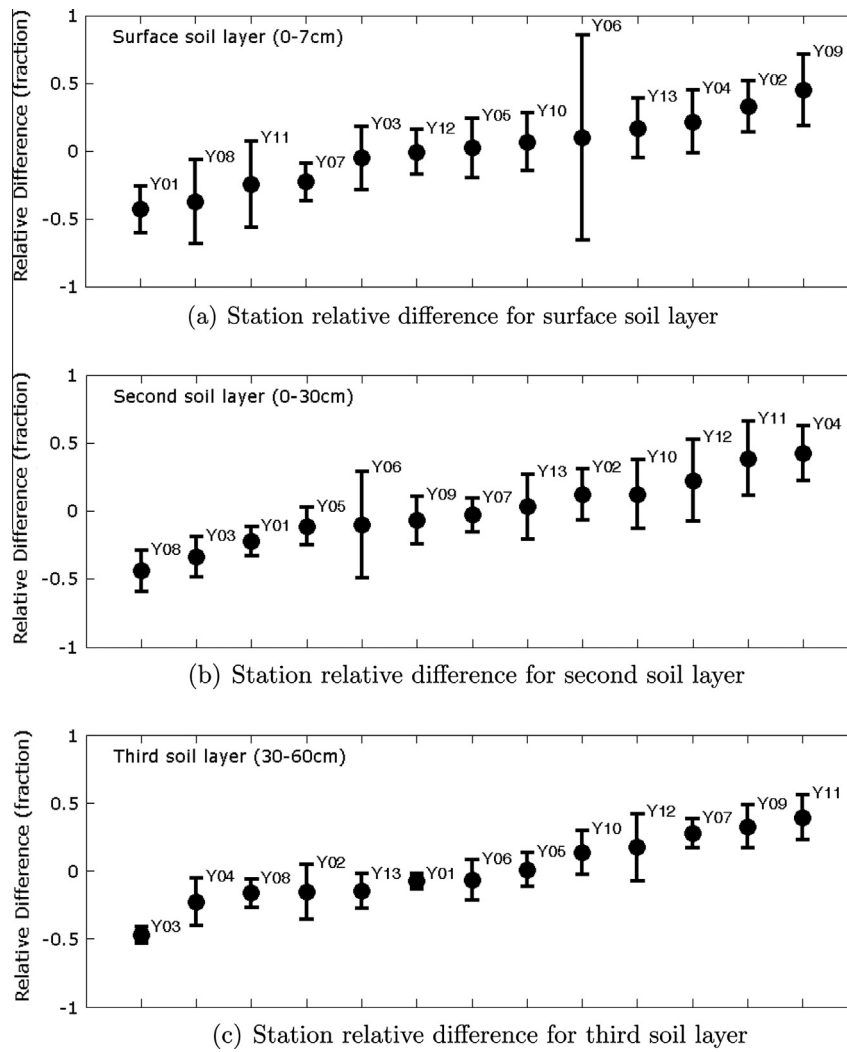 Relative Difference (fraction)
1
0.5
0
-0.5
-1
Surface soil layer (0-7cm)
Y01
Y08
Y11
Y07
Y03
Y12
Y05
Y10
Y06
Y13
Y04
Y02
Y09
(a) Station relative difference for surface soil layer
Relative Difference (fraction)
1
0.5
0
-0.5
-1
Second soil layer (0-30cm)
Y08
Y03
Y01
Y05
Y06
Y09
Y07
Y13
Y02
Y10
Y12
Y11
Y04
(b) Station relative difference for second soil layer
Relative Difference (fraction)
1
0.5
0
-0.5
-1
Third soil layer (30-60cm)
Y03
Y04
Y08
Y02
Y13
Y01
Y06
Y05
Y10
Y12
Y07
Y09
Y11
(c) Station relative difference for third soil layer